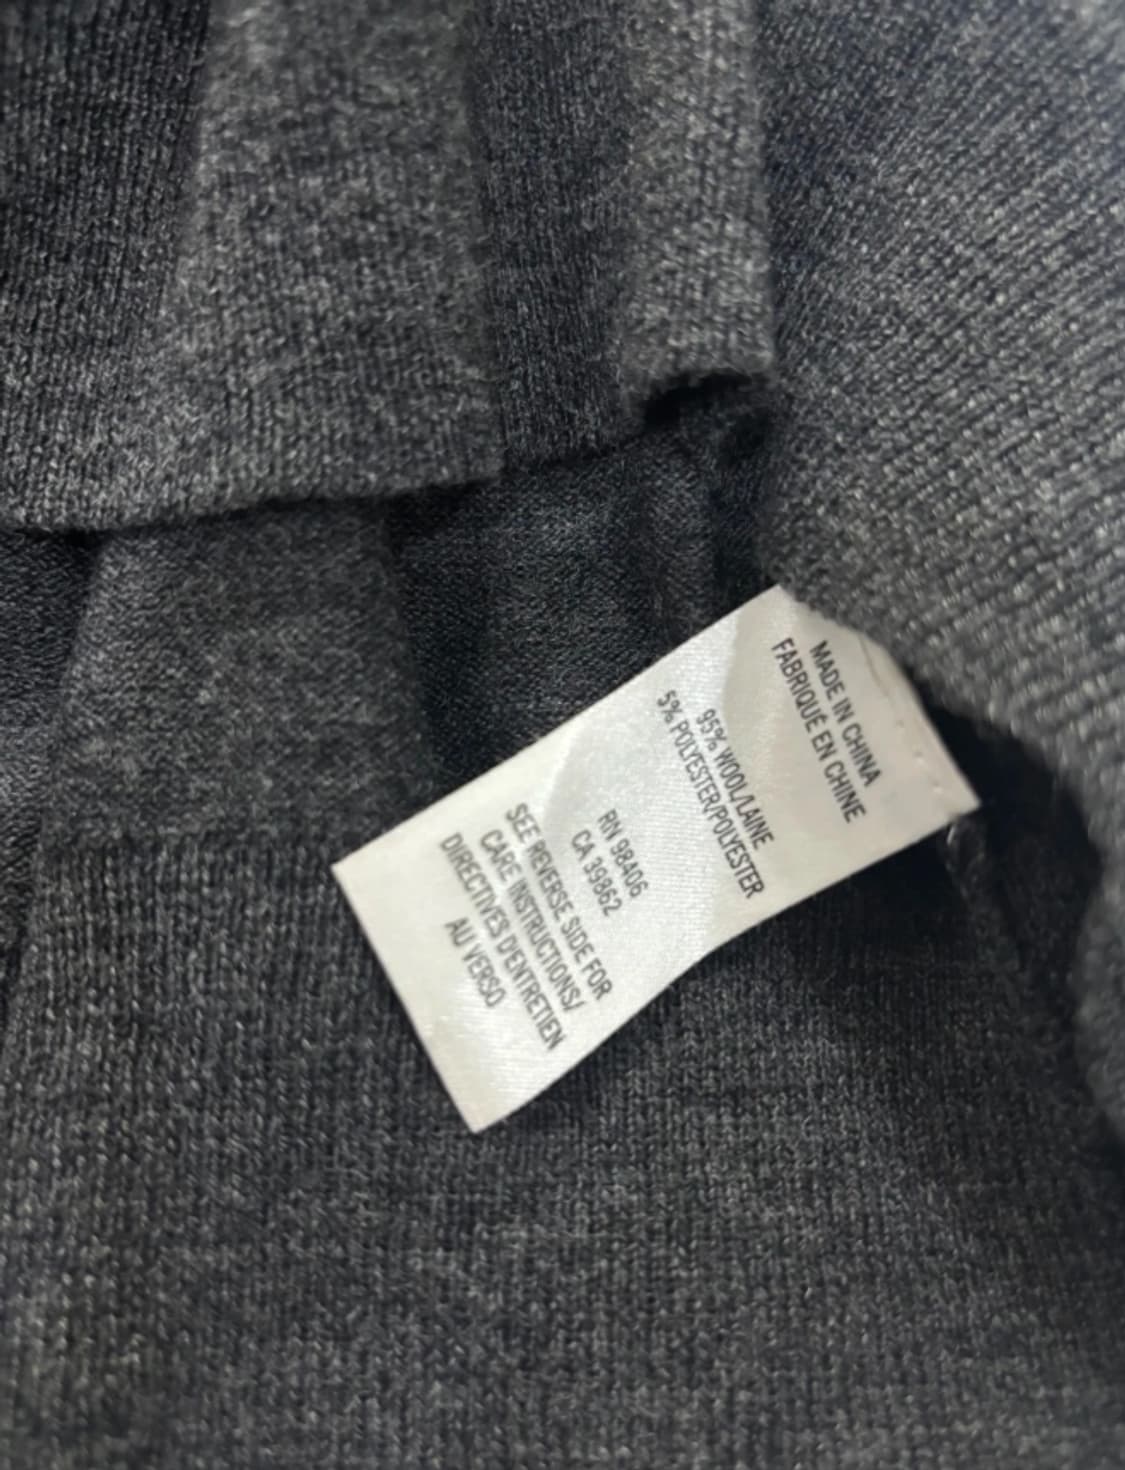 MADE IN CHINA
FABRIQUÉ EN CHINE
95% WOOL/LAINE
5% POLYESTER/POLYESTER
RN 98406
CA 39862
SEE REVERSE SIDE FOR
CARE INSTRUCTIONS/
DIRECTIVES D'ENTRETIEN
AU VERSO